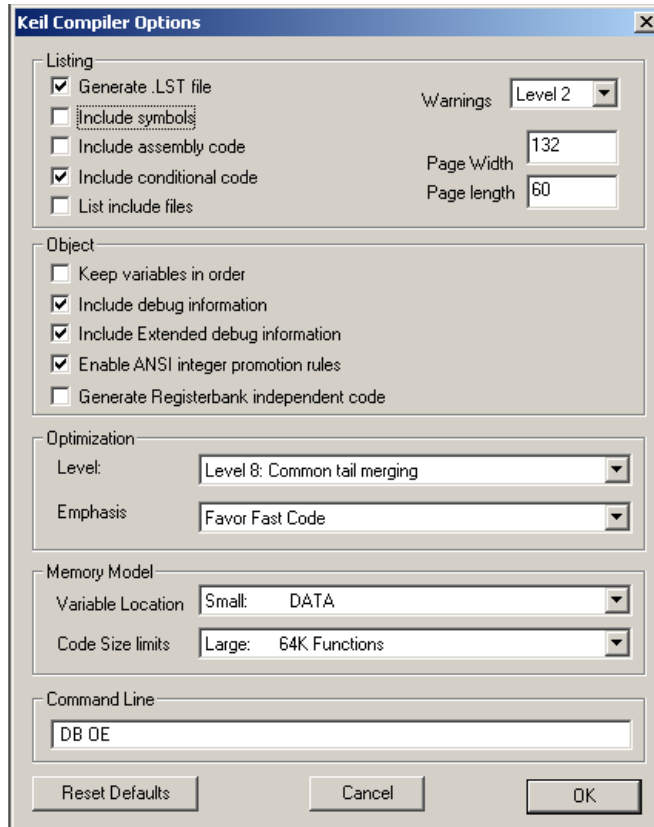 Keil Compiler Options
Listing
Generate .LST file
Include symbols
Include assembly code
Include conditional code
List include files
Warnings Level 2
Page Width 132
Page length 60
Object
Keep variables in order
Include debug information
Include Extended debug information
Enable ANSI integer promotion rules
Generate Registerbank independent code
Optimization
Level: Level 8: Common tail merging
Emphasis Favor Fast Code
Memory Model
Variable Location Small: DATA
Code Size limits Large: 64K Functions
Command Line
DB OE
Reset Defaults Cancel OK